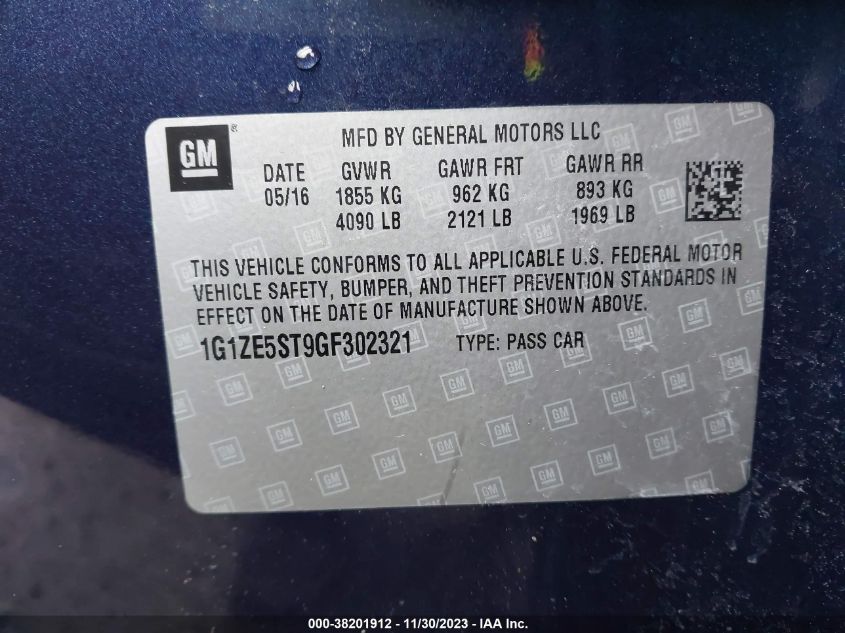 GM ®
MFD BY GENERAL MOTORS LLC
DATE GVWR GAWR FRT GAWR RR
05/16 1855 KG 962 KG 893 KG
4090 LB 2121 LB 1969 LB
THIS VEHICLE CONFORMS TO ALL APPLICABLE U.S. FEDERAL MOTOR
VEHICLE SAFETY, BUMPER, AND THEFT PREVENTION STANDARDS IN
EFFECT ON THE DATE OF MANUFACTURE SHOWN ABOVE.
1G1ZE5ST9GF302321 TYPE: PASS CAR
000-38201912 - 11/30/2023 - IAA Inc.